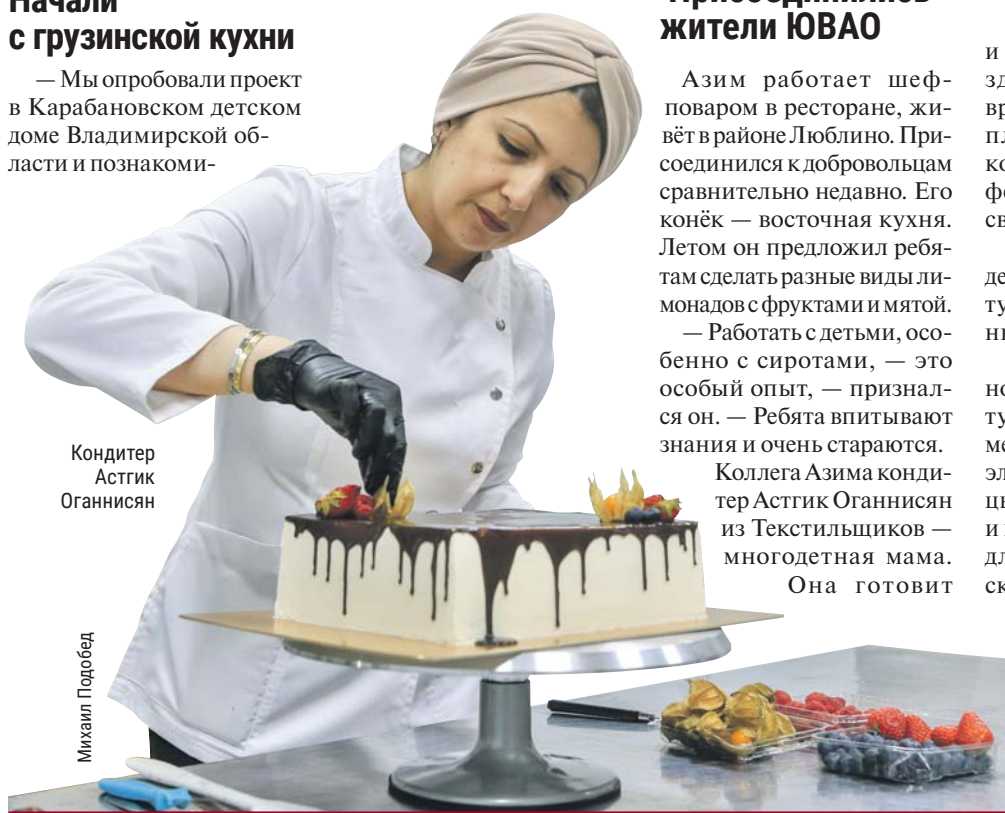 Начали
с грузинской кухни
— Мы опробовали проект
в Карабановском детском
доме Владимирской об-
ласти и познакоми-
Кондитер
Астгик
Оганнисян
Михаил Подобед
Присоединились
жители ЮВАО
Азим работает шеф-
поваром в ресторане, жи-
вёт в районе Люблино. При-
соединился к добровольцам
сравнительно недавно. Его
конёк — восточная кухня.
Летом он предложил ребя-
там сделать разные виды ли-
монадов с фруктами и мятой.
— Работать с детьми, осо-
бенно с сиротами, — это
особый опыт, — признал-
ся он. — Ребята впитывают
знания и очень стараются.
Коллега Азима конди-
тер Астгик Оганнисян
из Текстильщиков —
многодетная мама.
Она готовит